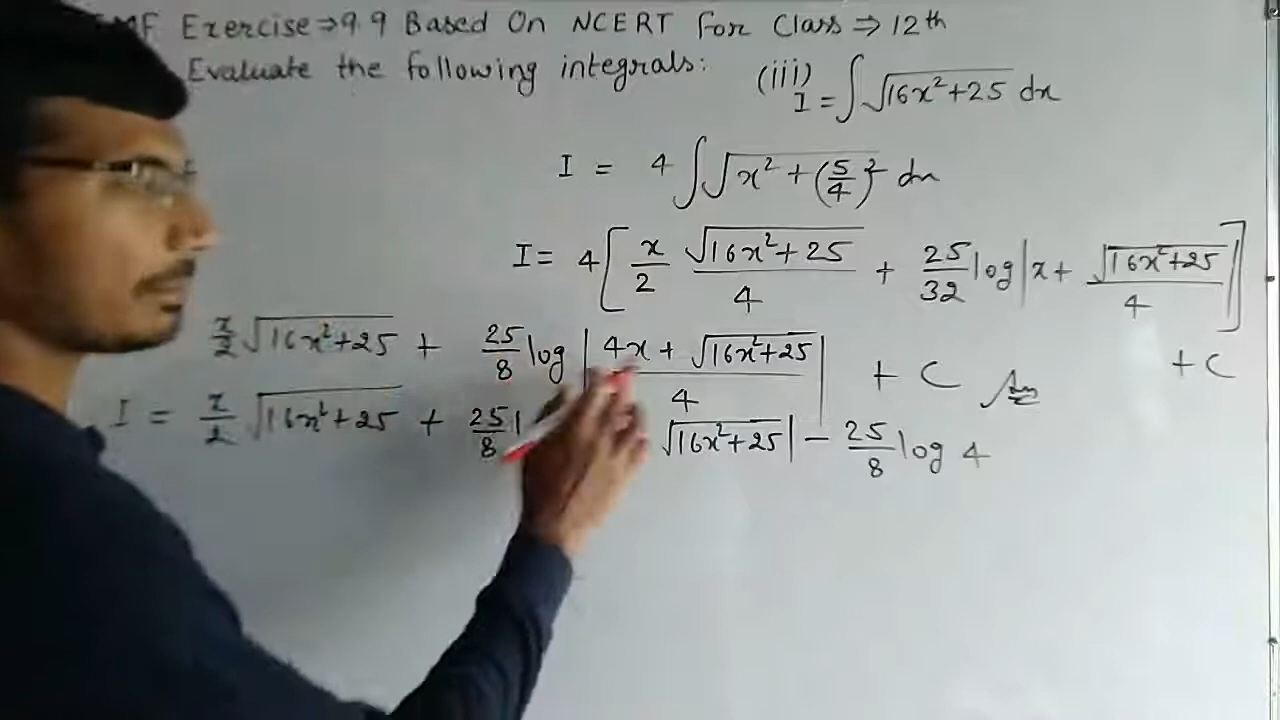 Exercise⇒9.9 Based On NCERT For Class ⇒ 12th
Evaluate the following integrals: (iii) I = ∫√(16x²+25) dx
I = 4 ∫√(x² + (5/4)²) dx
I = 4[x/2 √(16x²+25)/4 + 25/32 log|x + √(16x²+25)/4|] + C
x/2 √(16x²+25) + 25/8 log|(4x + √(16x²+25))/4| + C Ans
I = x/2 √(16x²+25) + 25/8 √(16x²+25)| − 25/8 log 4